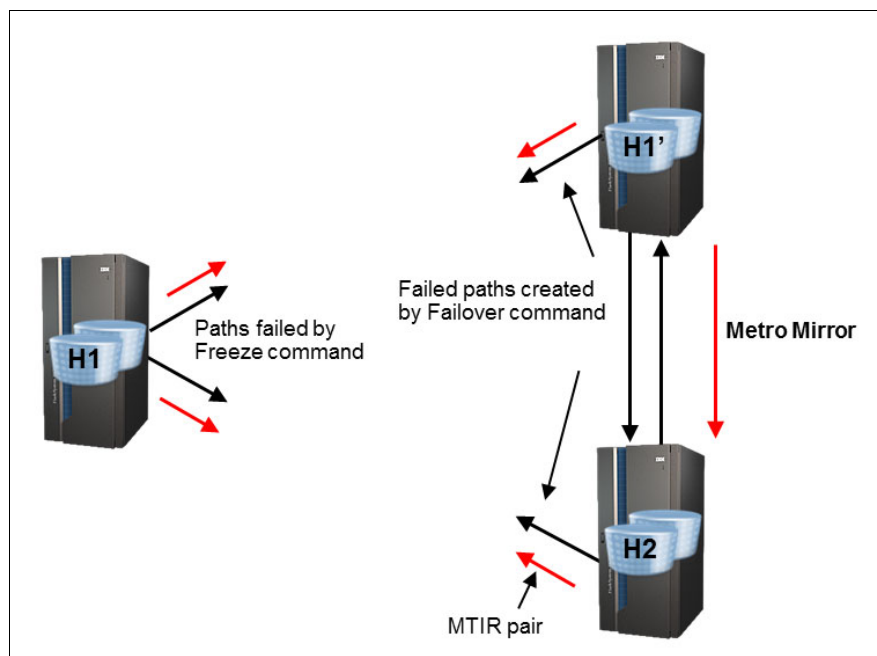 H1'
Failed paths created
by Failover command
Paths failed by
Freeze command
H1
Metro Mirror
H2
MTIR pair